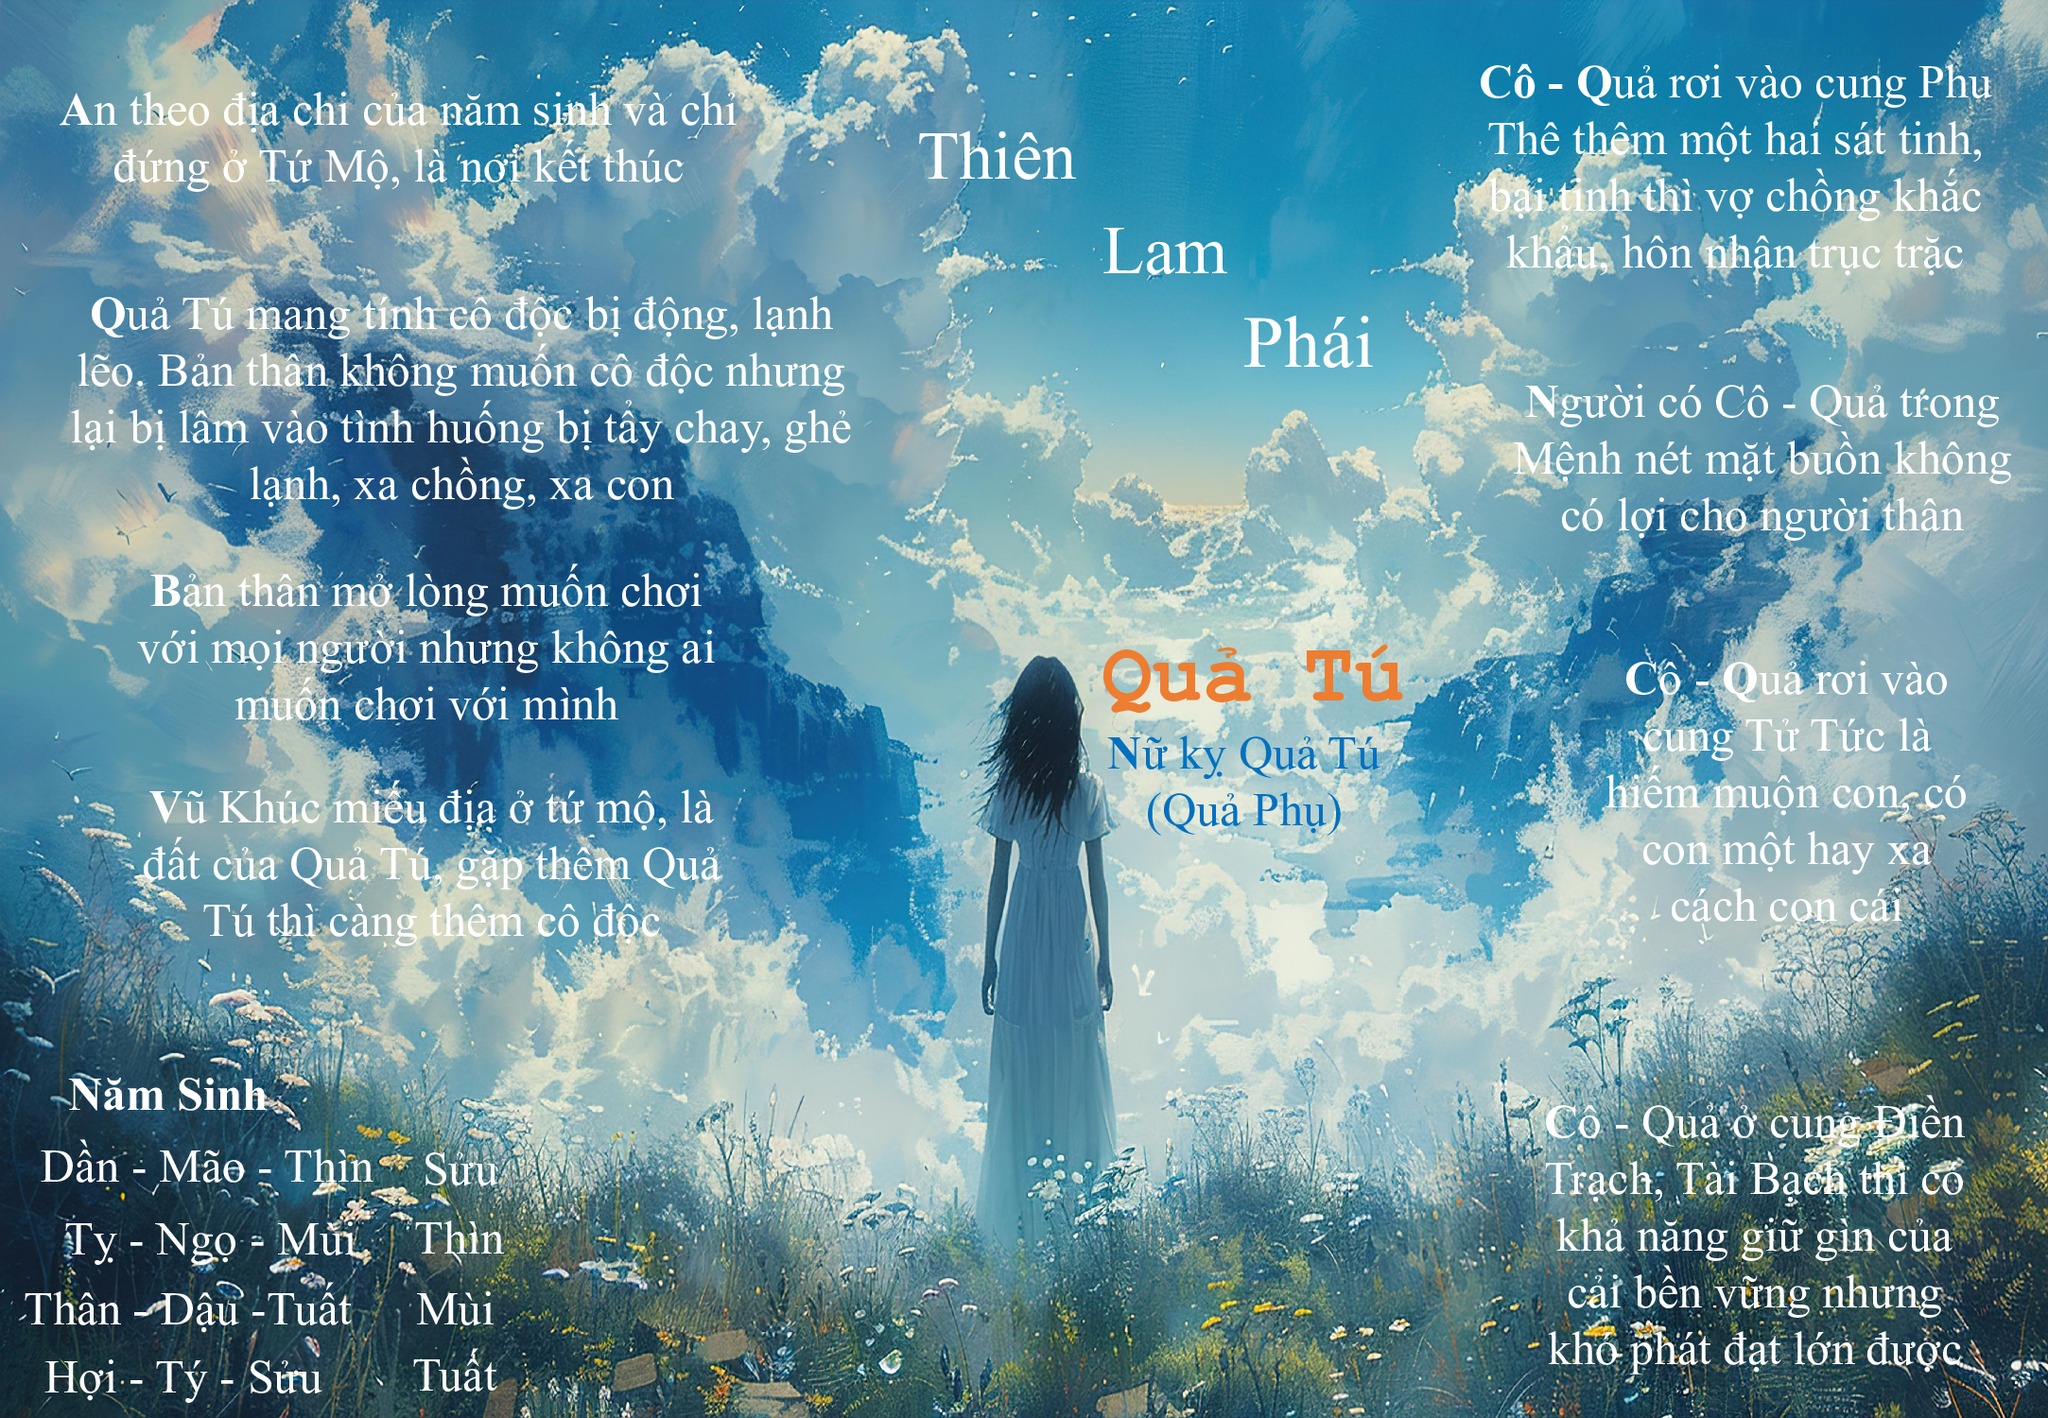 An theo địa chi của năm sinh và chỉ
đứng ở Tứ Mộ, là nơi kết thúc
Quả Tú mang tính cô độc bị động, lạnh
lẽo. Bản thân không muốn cô độc nhưng
lại bị lâm vào tình huống bị tẩy chay, ghẻ
lạnh, xa chồng, xa con
Bản thân mở lòng muốn chơi
với mọi người nhưng không ai
muốn chơi với mình
Vũ Khúc miếu địa ở tứ mộ, là
đất của Quả Tú, gặp thêm Quả
Tú thì càng thêm cô độc
Năm Sinh
Dần - Mão - Thìn Sửu
Tỵ - Ngọ - Mùi Thìn
Thân - Dậu -Tuất Mùi
Hợi - Tý - Sửu Tuất
Thiên
Lam
Phái
Quả Tú
Nữ kỵ Quả Tú
(Quả Phụ)
Cô - Quả rơi vào cung Phu
Thê thêm một hai sát tinh,
bại tinh thì vợ chồng khắc
khẩu, hôn nhân trục trặc
Người có Cô - Quả trong
Mệnh nét mặt buồn không
có lợi cho người thân
Cô - Quả rơi vào
cung Tử Tức là
hiếm muộn con, có
con một hay xa
cách con cái
Cô - Quả ở cung Điền
Trạch, Tài Bạch thì có
khả năng giữ gìn của
cải bền vững nhưng
khó phát đạt lớn được